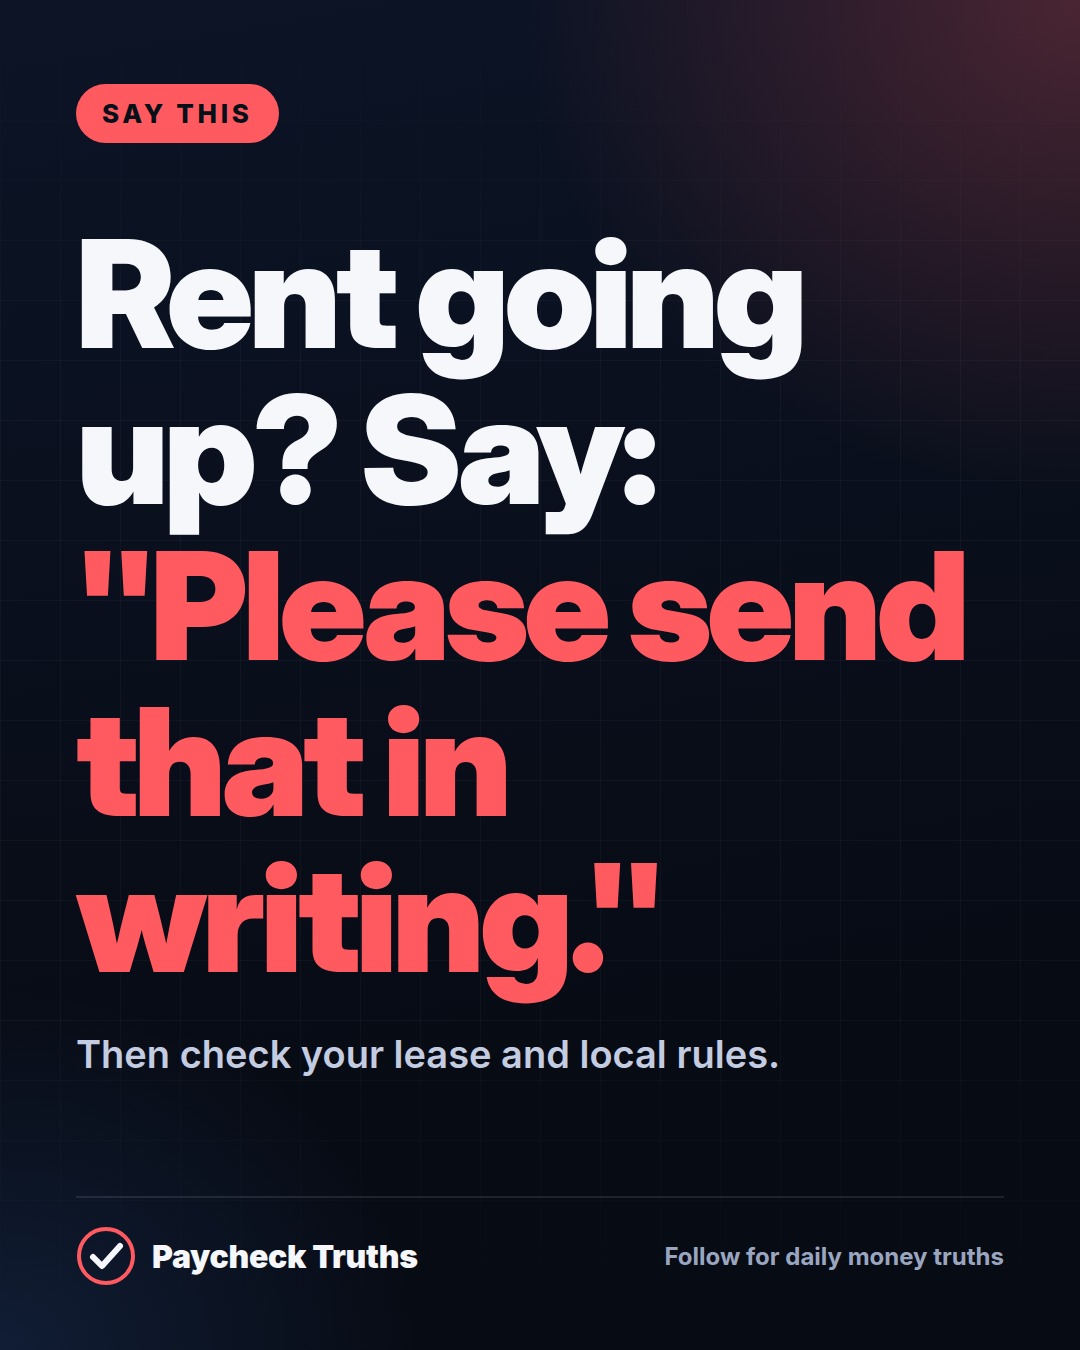 SAY THIS
Rent going
up? Say:
"Please send
that in
writing."
Then check your lease and local rules.
Paycheck Truths
Follow for daily money truths